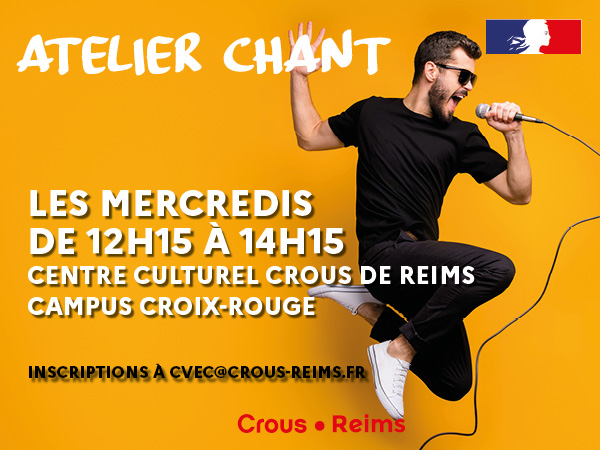 ATELIER CHANT
LES MERCREDIS
DE 12H15 À 14H15
CENTRE CULTUREL CROUS DE REIMS
CAMPUS CROIX-ROUGE
INSCRIPTIONS À CVEC@CROUS-REIMS.FR
Crous • Reims